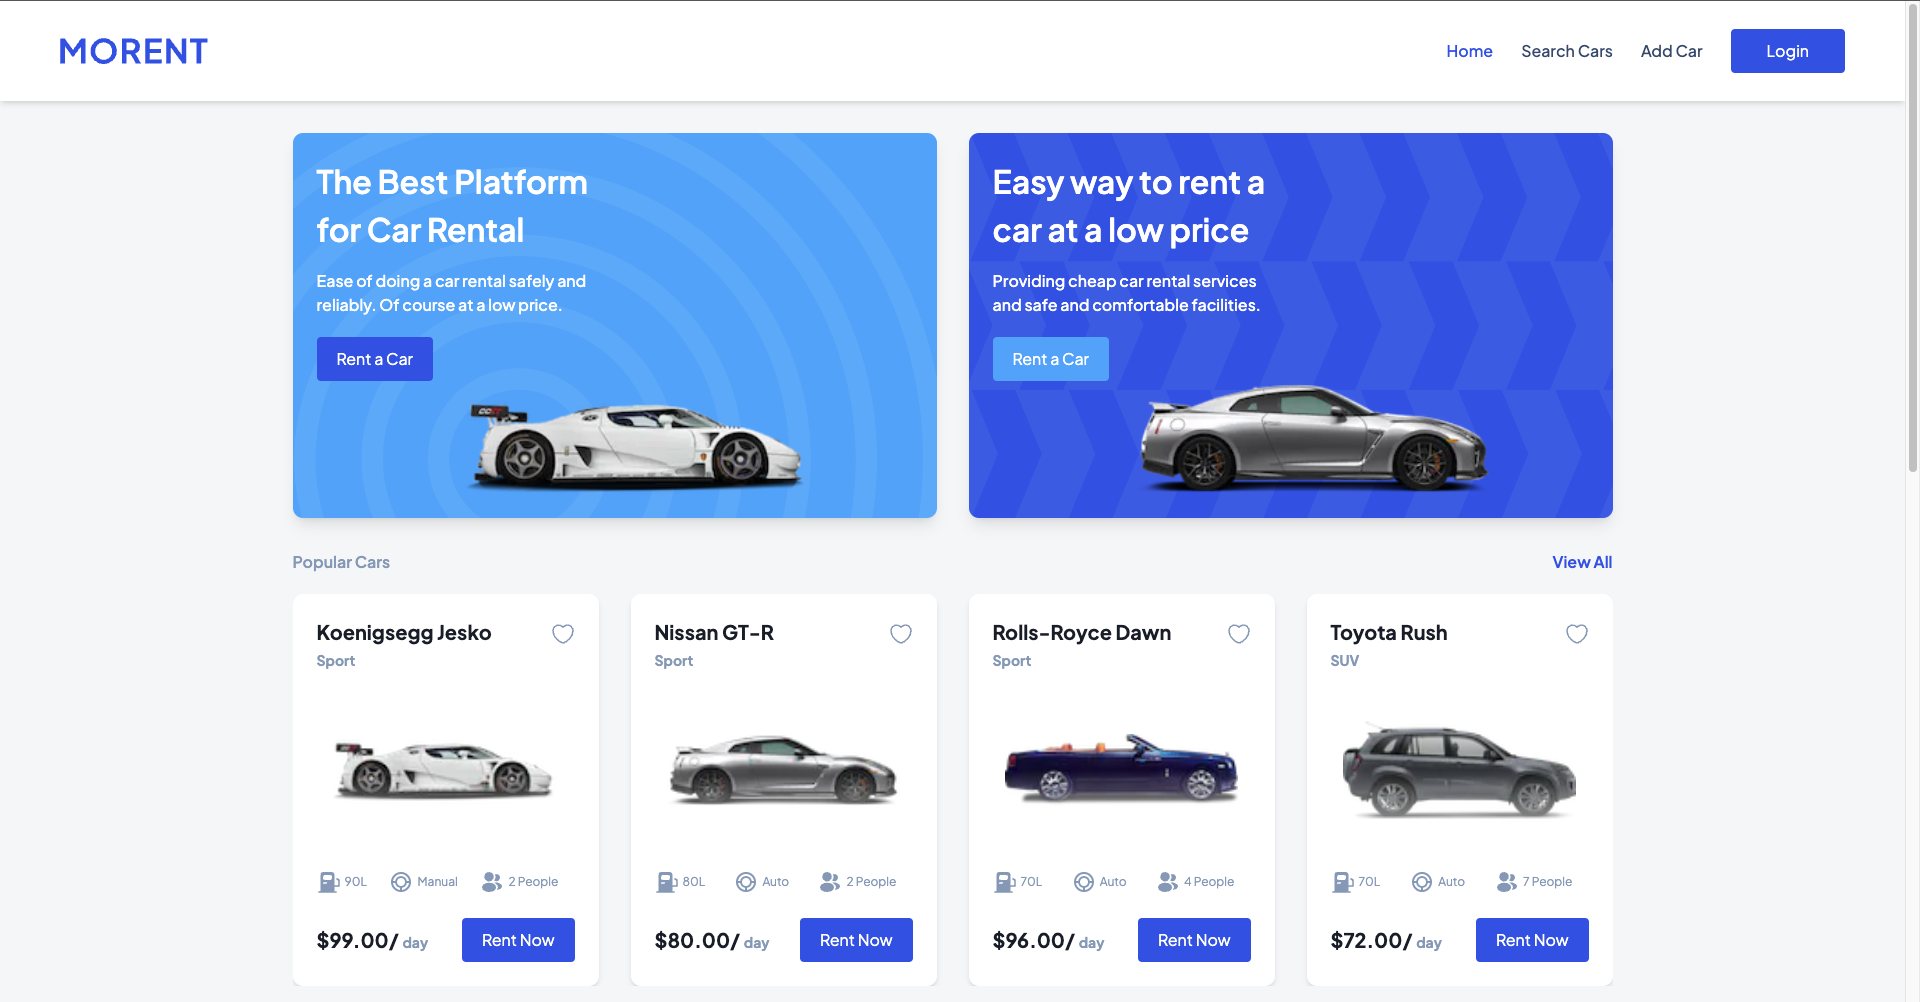 MORENT
Home
Search Cars
Add Car
Login
The Best Platform
for Car Rental
Ease of doing a car rental safely and
reliably. Of course at a low price.
Rent a Car
Easy way to rent a
car at a low price
Providing cheap car rental services
and safe and comfortable facilities.
Rent a Car
Popular Cars
View All
Koenigsegg Jesko
Sport
90L
Manual
2 People
$99.00/ day
Rent Now
Nissan GT-R
Sport
80L
Auto
2 People
$80.00/ day
Rent Now
Rolls-Royce Dawn
Sport
70L
Auto
4 People
$96.00/ day
Rent Now
Toyota Rush
SUV
70L
Auto
7 People
$72.00/ day
Rent Now